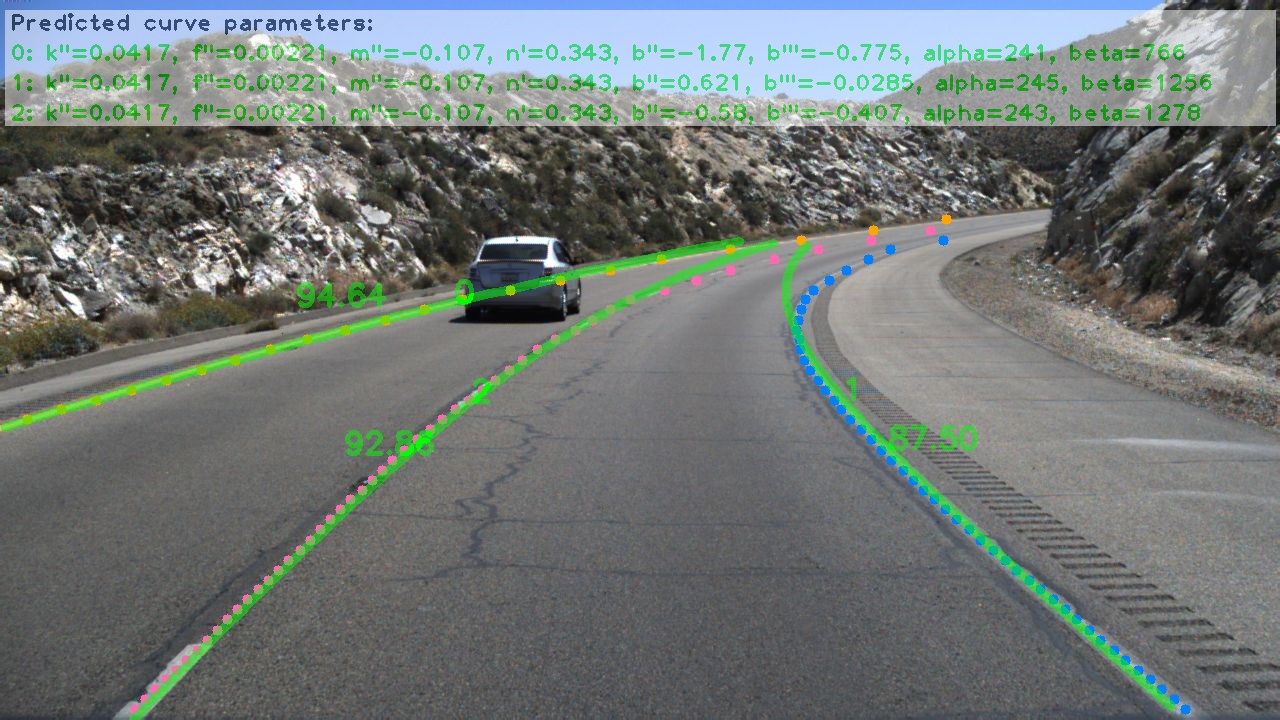 Predicted curve parameters:
0: k''=0.0417, f''=0.00221, m''=-0.107, n'=0.343, b''=-1.77, b'''=-0.775, alpha=241, beta=766
1: k''=0.0417, f''=0.00221, m''=-0.107, n'=0.343, b''=0.621, b'''=-0.0285, alpha=245, beta=1256
2: k''=0.0417, f''=0.00221, m''=-0.107, n'=0.343, b''=-0.58, b'''=-0.407, alpha=243, beta=1278
94.64 0
2 1
92.86 87.50